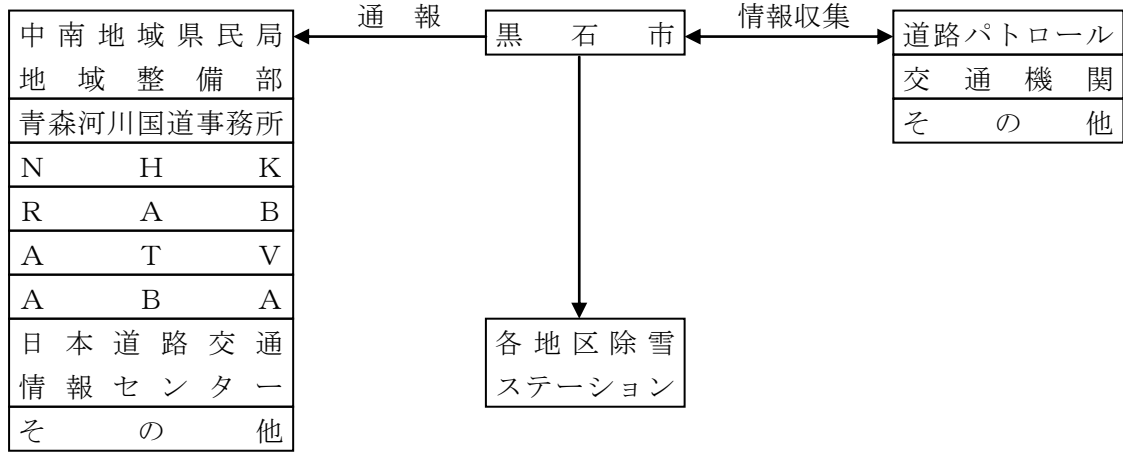 中南地域県民局
地域整備部
青森河川国道事務所
ＮＨＫ
ＲＡＢ
ＡＴＶ
ＡＢＡ
日本道路交通
情報センター
その他
通報
黒石市
情報収集
道路パトロール
交通機関
その他
各地区除雪
ステーション